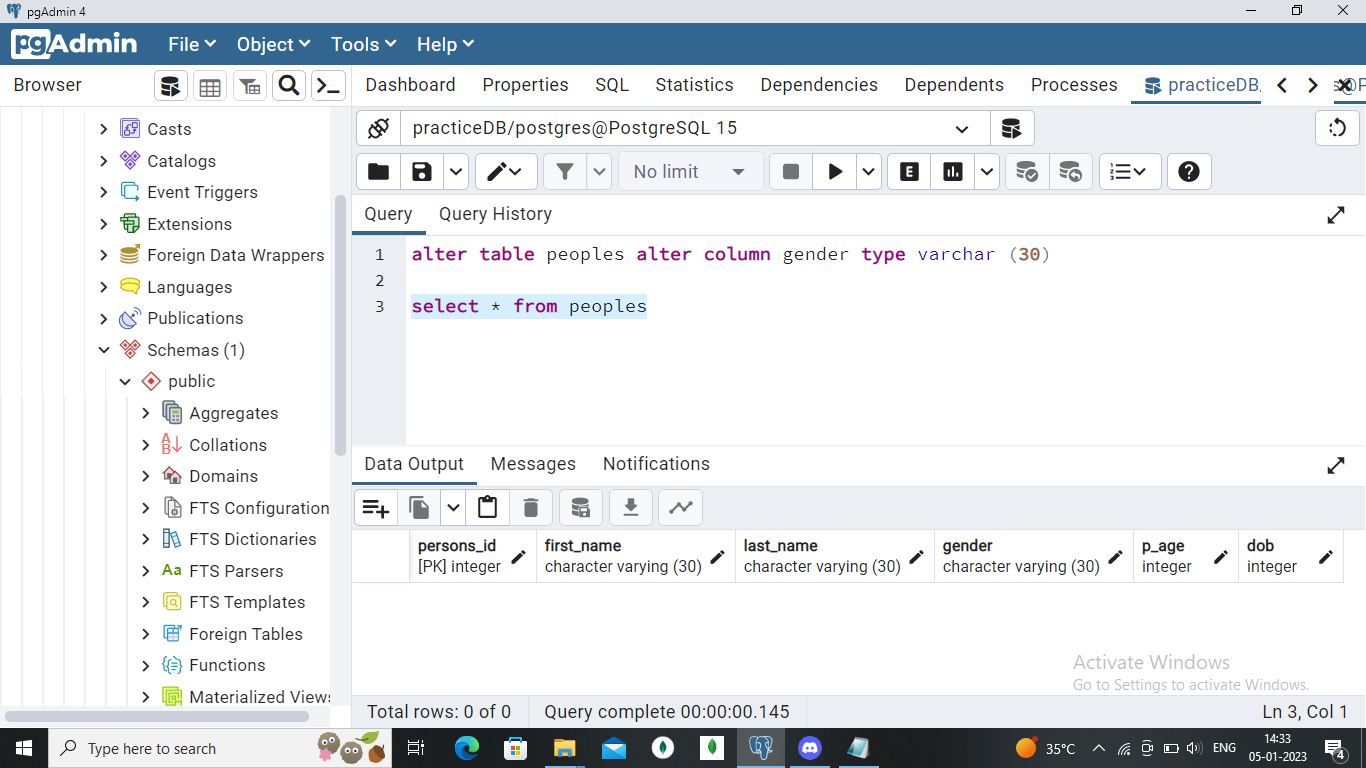 pgAdmin 4
pgAdmin File Object Tools Help
Browser
Dashboard Properties SQL Statistics Dependencies Dependents Processes practiceDB/
practiceDB/postgres@PostgreSQL 15
No limit
E
Query Query History
1 alter table peoples alter column gender type varchar (30)
2
3 select * from peoples
Casts
Catalogs
Event Triggers
Extensions
Foreign Data Wrappers
Languages
Publications
Schemas (1)
public
Aggregates
Collations
Domains
FTS Configuration
FTS Dictionaries
Aa FTS Parsers
FTS Templates
Foreign Tables
Functions
Materialized Views
Data Output Messages Notifications
persons_id first_name last_name gender p_age dob
[PK] integer character varying (30) character varying (30) character varying (30) integer integer
Activate Windows
Go to Settings to activate Windows.
Total rows: 0 of 0 Query complete 00:00:00.145 Ln 3, Col 1
Type here to search
35°C ENG 14:33
05-01-2023
4